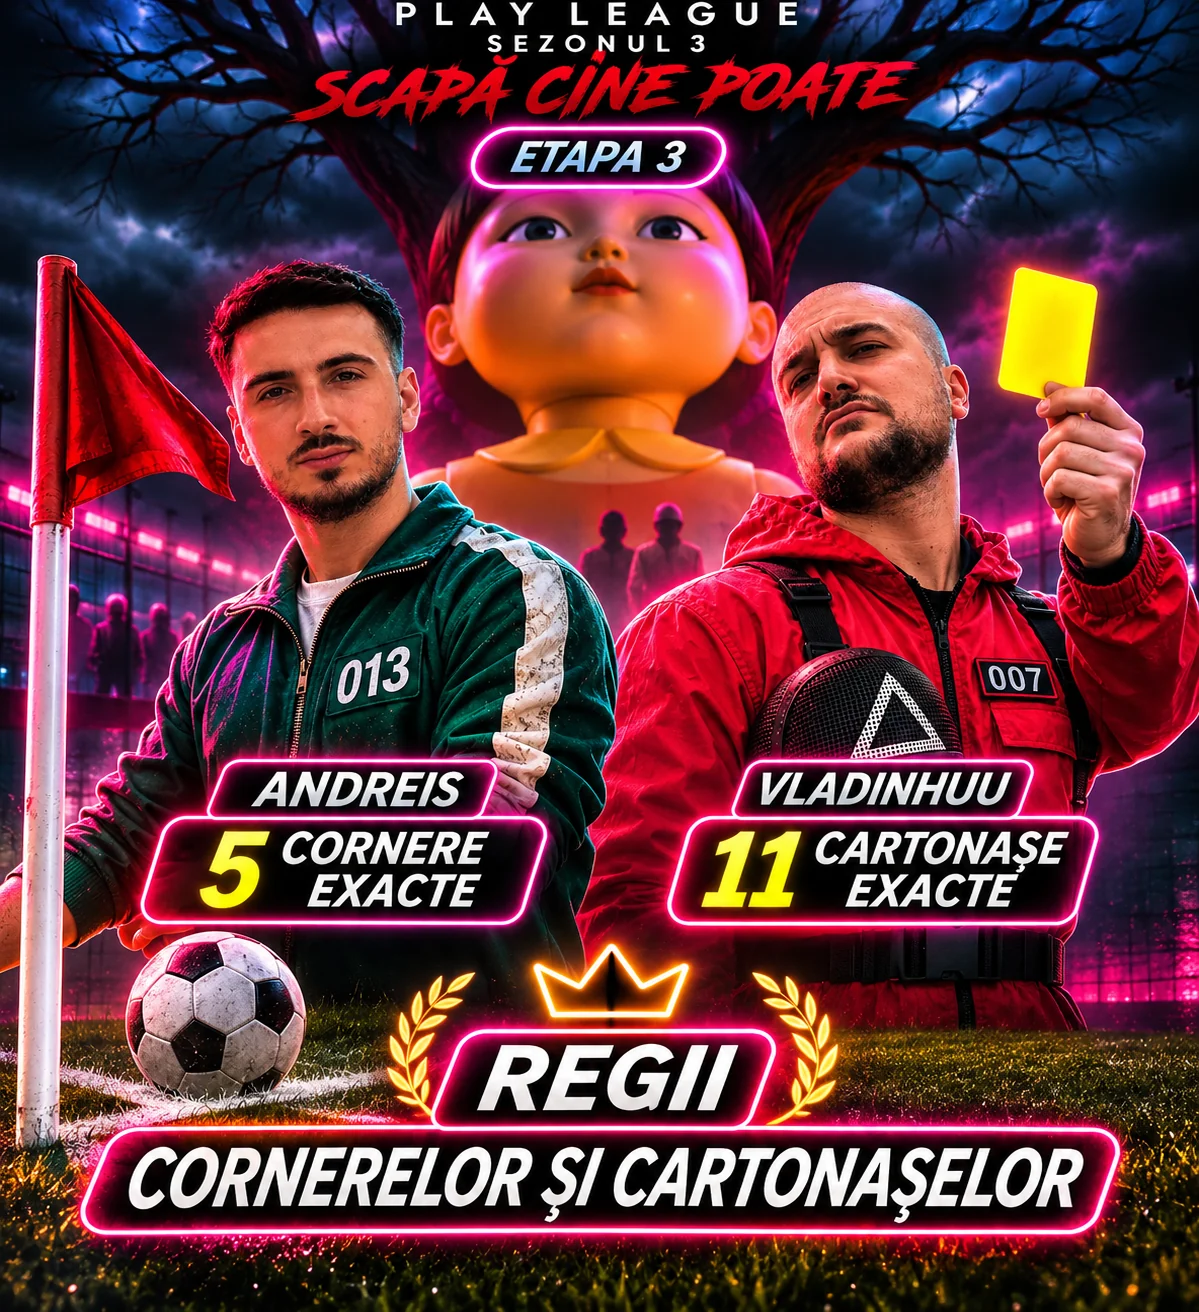 PLAY LEAGUE
SEZONUL 3
SCAPĂ CINE POATE
ETAPA 3
013
007
ANDREIS
5 CORNERE
EXACTE
VLADINHUU
11 CARTONAȘE
EXACTE
REGII
CORNERELOR ȘI CARTONAȘELOR